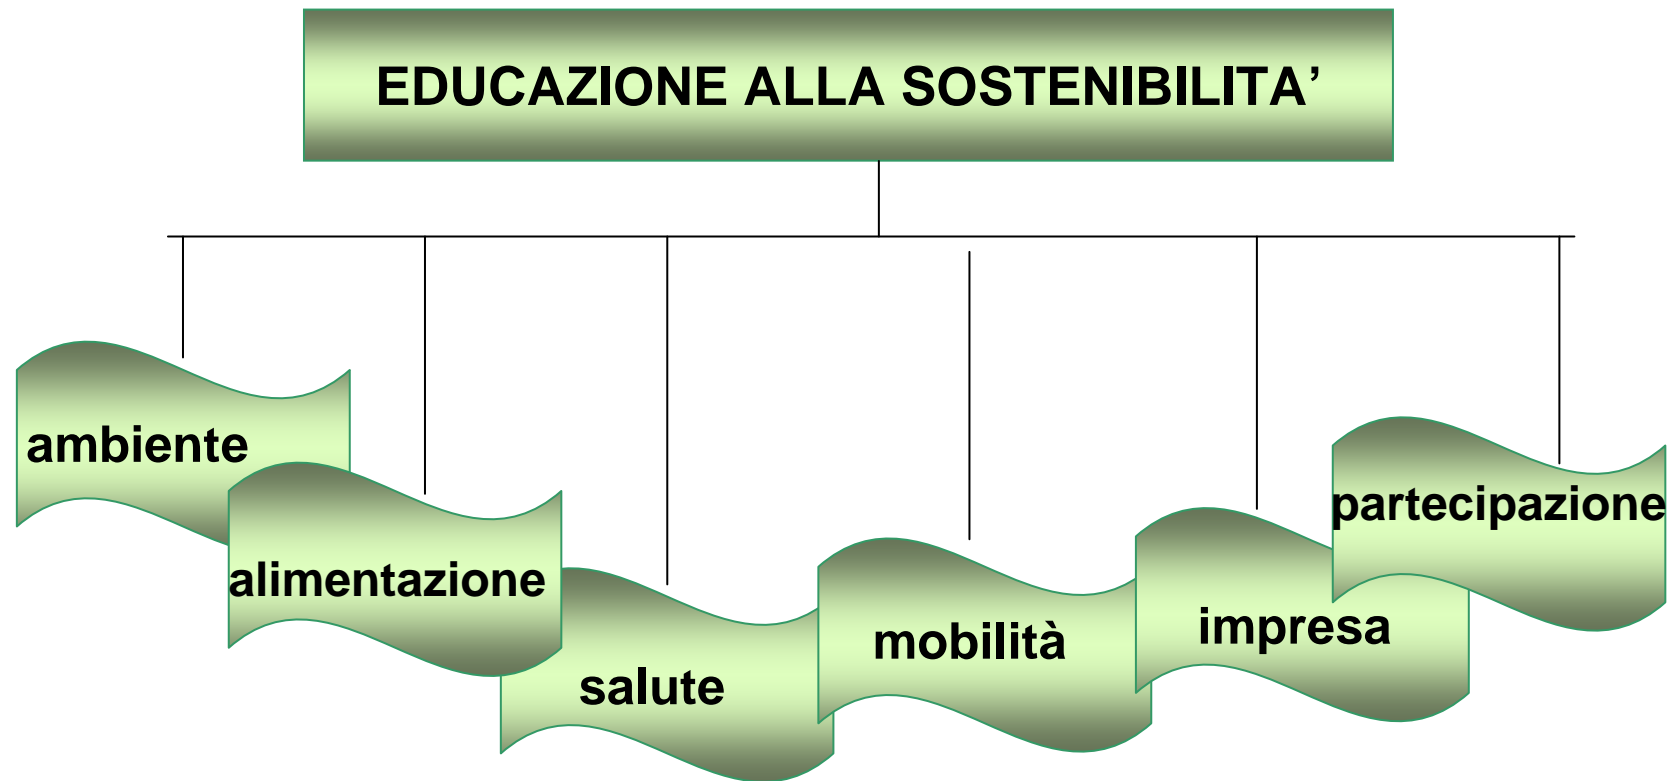 EDUCAZIONE ALLA SOSTENIBILITA’
ambiente
alimentazione
salute
mobilità
impresa
partecipazione